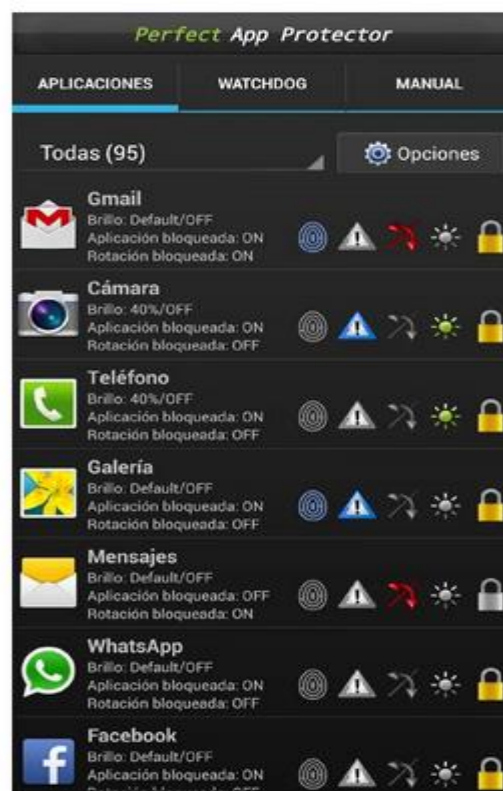 Perfect App Protector
APLICACIONES WATCHDOG MANUAL
Todas (95) Opciones
Gmail
Brillo: Default/OFF
Aplicación bloqueada: ON
Rotación bloqueada: ON
Cámara
Brillo: 40%/OFF
Aplicación bloqueada: ON
Rotación bloqueada: OFF
Teléfono
Brillo: 40%/OFF
Aplicación bloqueada: ON
Rotación bloqueada: OFF
Galería
Brillo: Default/OFF
Aplicación bloqueada: ON
Rotación bloqueada: OFF
Mensajes
Brillo: Default/OFF
Aplicación bloqueada: OFF
Rotación bloqueada: ON
WhatsApp
Brillo: Default/OFF
Aplicación bloqueada: ON
Rotación bloqueada: OFF
Facebook
Brillo: Default/OFF
Aplicación bloqueada: ON